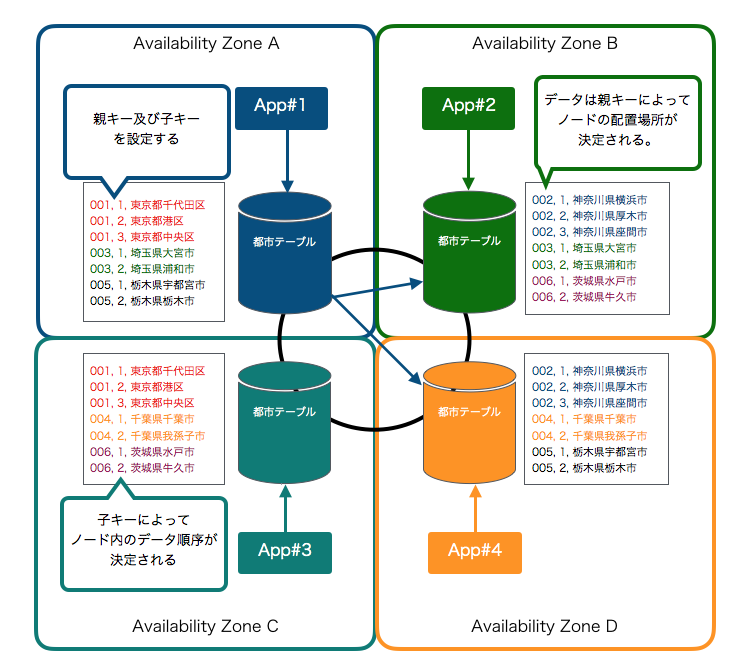 Availability Zone A
親キー及び子キー
を設定する
App#1
001, 1, 東京都千代田区
001, 2, 東京都港区
001, 3, 東京都中央区
003, 1, 埼玉県大宮市
003, 2, 埼玉県浦和市
005, 1, 栃木県宇都宮市
005, 2, 栃木県栃木市
都市テーブル
Availability Zone B
App#2
データは親キーによって
ノードの配置場所が
決定される。
都市テーブル
002, 1, 神奈川県横浜市
002, 2, 神奈川県厚木市
002, 3, 神奈川県座間市
003, 1, 埼玉県大宮市
003, 2, 埼玉県浦和市
006, 1, 茨城県水戸市
006, 2, 茨城県牛久市
001, 1, 東京都千代田区
001, 2, 東京都港区
001, 3, 東京都中央区
004, 1, 千葉県千葉市
004, 2, 千葉県我孫子市
006, 1, 茨城県水戸市
006, 2, 茨城県牛久市
都市テーブル
子キーによって
ノード内のデータ順序が
決定される
App#3
Availability Zone C
都市テーブル
002, 1, 神奈川県横浜市
002, 2, 神奈川県厚木市
002, 3, 神奈川県座間市
004, 1, 千葉県千葉市
004, 2, 千葉県我孫子市
005, 1, 栃木県宇都宮市
005, 2, 栃木県栃木市
App#4
Availability Zone D